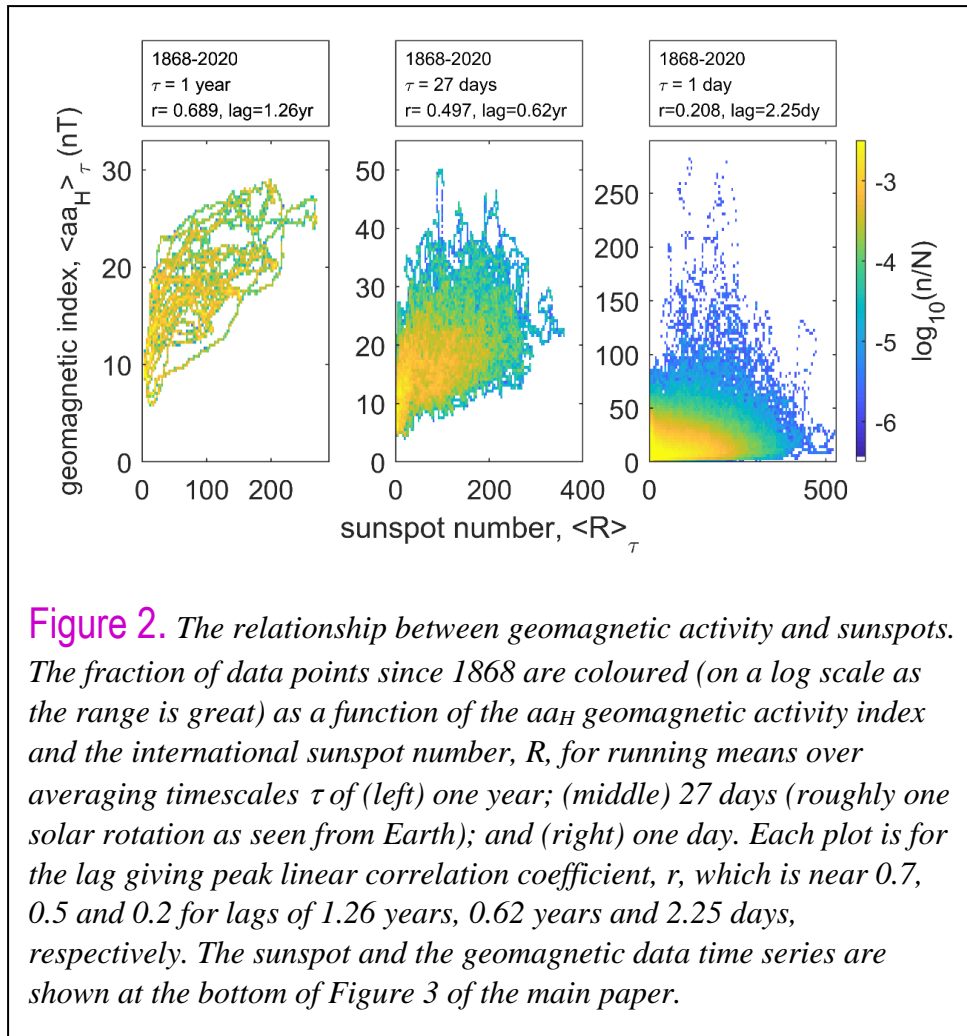 1868-2020
τ = 1 year
r= 0.689, lag=1.26yr
1868-2020
τ = 27 days
r= 0.497, lag=0.62yr
1868-2020
τ = 1 day
r=0.208, lag=2.25dy
geomagnetic index, <aa_H>_τ (nT)
30
20
10
0
0
100
200
50
40
30
20
10
0
0
200
400
250
200
150
100
50
0
0
500
-3
-4
-5
-6
log₁₀(n/N)
sunspot number, <R>_τ
Figure 2. The relationship between geomagnetic activity and sunspots.
The fraction of data points since 1868 are coloured (on a log scale as
the range is great) as a function of the aa_H geomagnetic activity index
and the international sunspot number, R, for running means over
averaging timescales τ of (left) one year; (middle) 27 days (roughly one
solar rotation as seen from Earth); and (right) one day. Each plot is for
the lag giving peak linear correlation coefficient, r, which is near 0.7,
0.5 and 0.2 for lags of 1.26 years, 0.62 years and 2.25 days,
respectively. The sunspot and the geomagnetic data time series are
shown at the bottom of Figure 3 of the main paper.